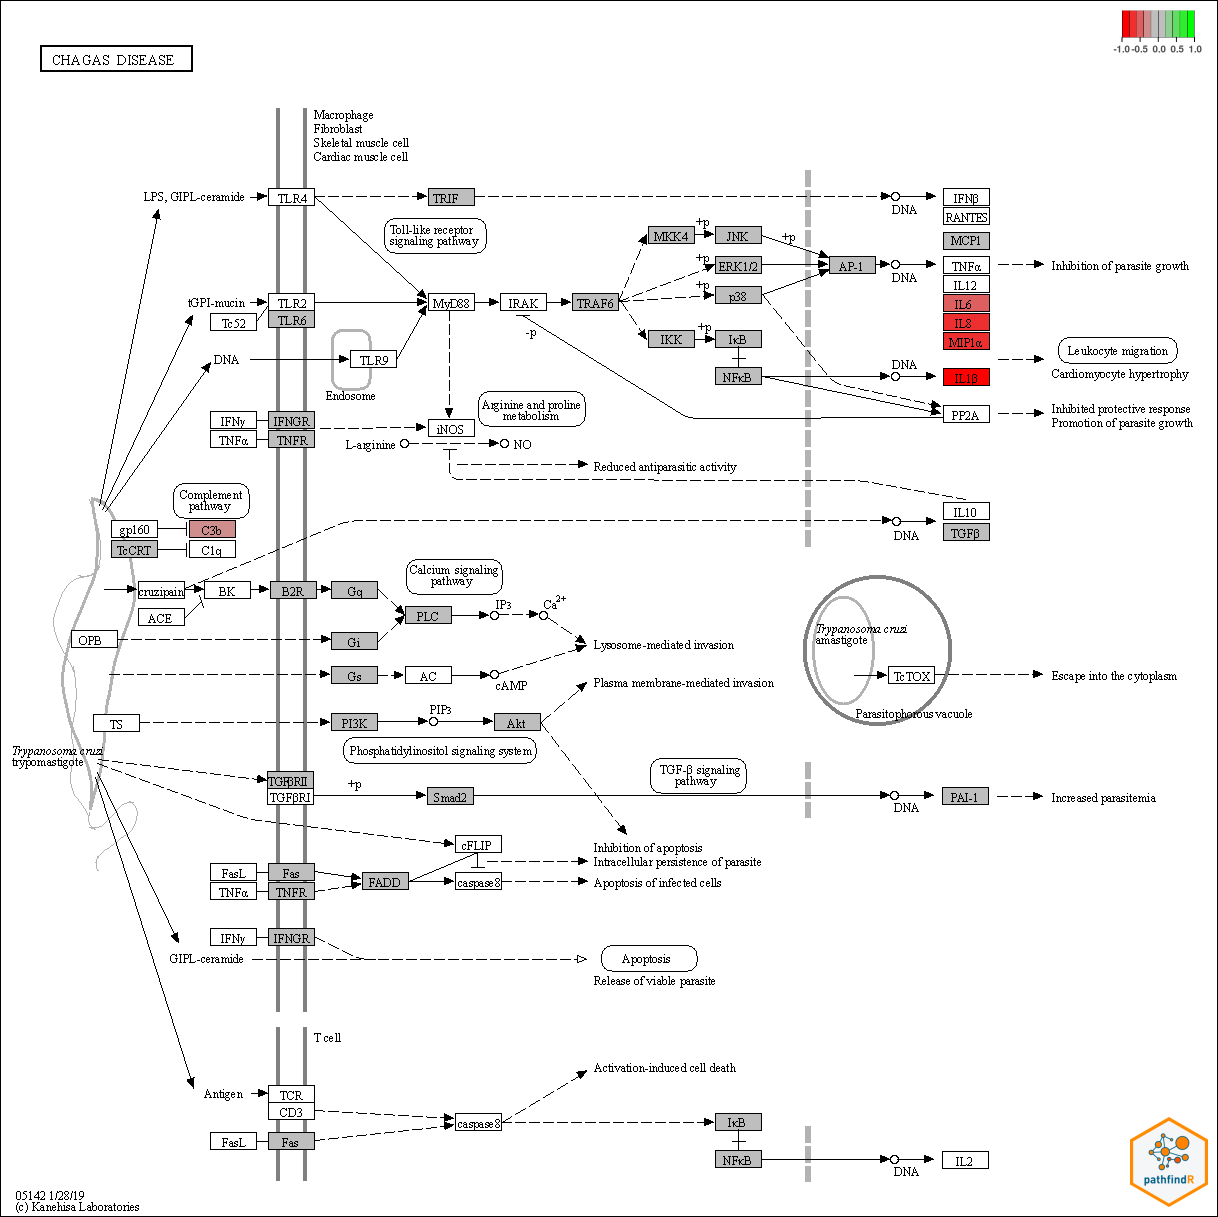 CHAGAS DISEASE
-1.0 -0.5 0.0 0.5 1.0
Macrophage
Fibroblast
Skeletal muscle cell
Cardiac muscle cell
LPS, GIPL-ceramide
TLR4
TRIF
DNA
IFNβ
RANTES
Toll-like receptor
signaling pathway
MKK4
+p
JNK
+p
MCP1
+p
ERK1/2
AP-1
DNA
TNFα
Inhibition of parasite growth
IL12
tGPI-mucin
TLR2
MyD88
IRAK
TRAF6
+p
p38
IL6
Tc52
TLR6
-p
+p
IL8
IKK
IκB
MIP1α
DNA
TLR9
Endosome
Leukocyte migration
Cardiomyocyte hypertrophy
NFκB
DNA
IL1β
IFNγ
IFNGR
Arginine and proline
metabolism
PP2A
Inhibited protective response
Promotion of parasite growth
TNFα
TNFR
iNOS
L-arginine
NO
Reduced antiparasitic activity
Complement
pathway
gp160
C3b
IL10
TcCRT
C1q
DNA
TGFβ
Calcium signaling
pathway
cruzipain
BK
B2R
Gq
ACE
PLC
IP3
Ca2+
OPB
Gi
Lysosome-mediated invasion
Trypanosoma cruzi
amastigote
Gs
AC
cAMP
Plasma membrane-mediated invasion
TcTOX
Escape into the cytoplasm
Parasitophorous vacuole
TS
PI3K
PIP3
Akt
Phosphatidylinositol signaling system
Trypanosoma cruzi
trypomastigote
TGF-β signaling
pathway
TGFβRII
TGFβRI
+p
Smad2
DNA
PAI-1
Increased parasitemia
cFLIP
Inhibition of apoptosis
Intracellular persistence of parasite
FasL
Fas
FADD
caspase8
Apoptosis of infected cells
TNFα
TNFR
IFNγ
IFNGR
GIPL-ceramide
Apoptosis
Release of viable parasite
T cell
Activation-induced cell death
Antigen
TCR
CD3
caspase8
IκB
FasL
Fas
NFκB
DNA
IL2
pathfindR
05142 1/28/19
(c) Kanehisa Laboratories